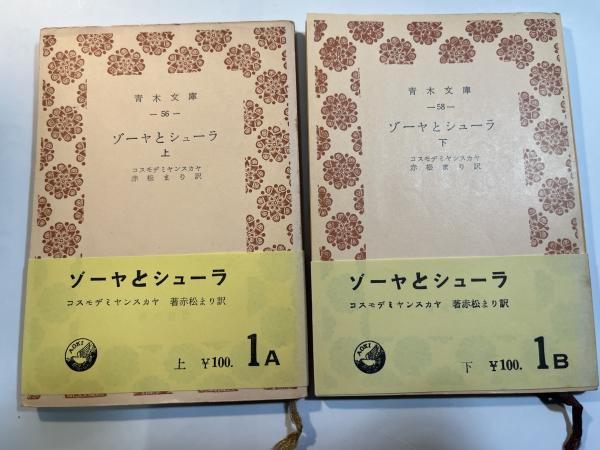 青木文庫
—56—
ゾーヤとシューラ
上
コスモデミヤンスカヤ
赤松まり訳
ゾーヤとシューラ
コスモデミヤンスカヤ 著赤松まり訳
AOKI
上 ¥100. 1A
青木文庫
—58—
ゾーヤとシューラ
下
コスモデミヤンスカヤ
赤松まり訳
ゾーヤとシューラ
コスモデミヤンスカヤ 著赤松まり訳
AOKI
下 ¥100. 1B